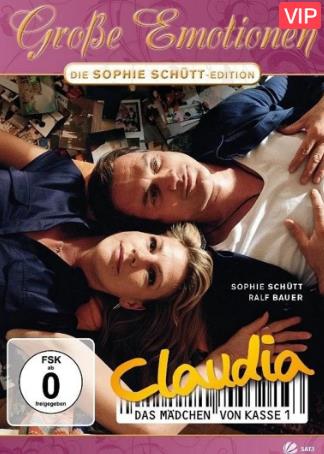 VIP
Große Emotionen
DIE SOPHIE SCHÜTT-EDITION
SOPHIE SCHÜTT
RALF BAUER
FSK
ab
0
freigegeben
Claudia
DAS MÄDCHEN VON KASSE 1
SAT.1